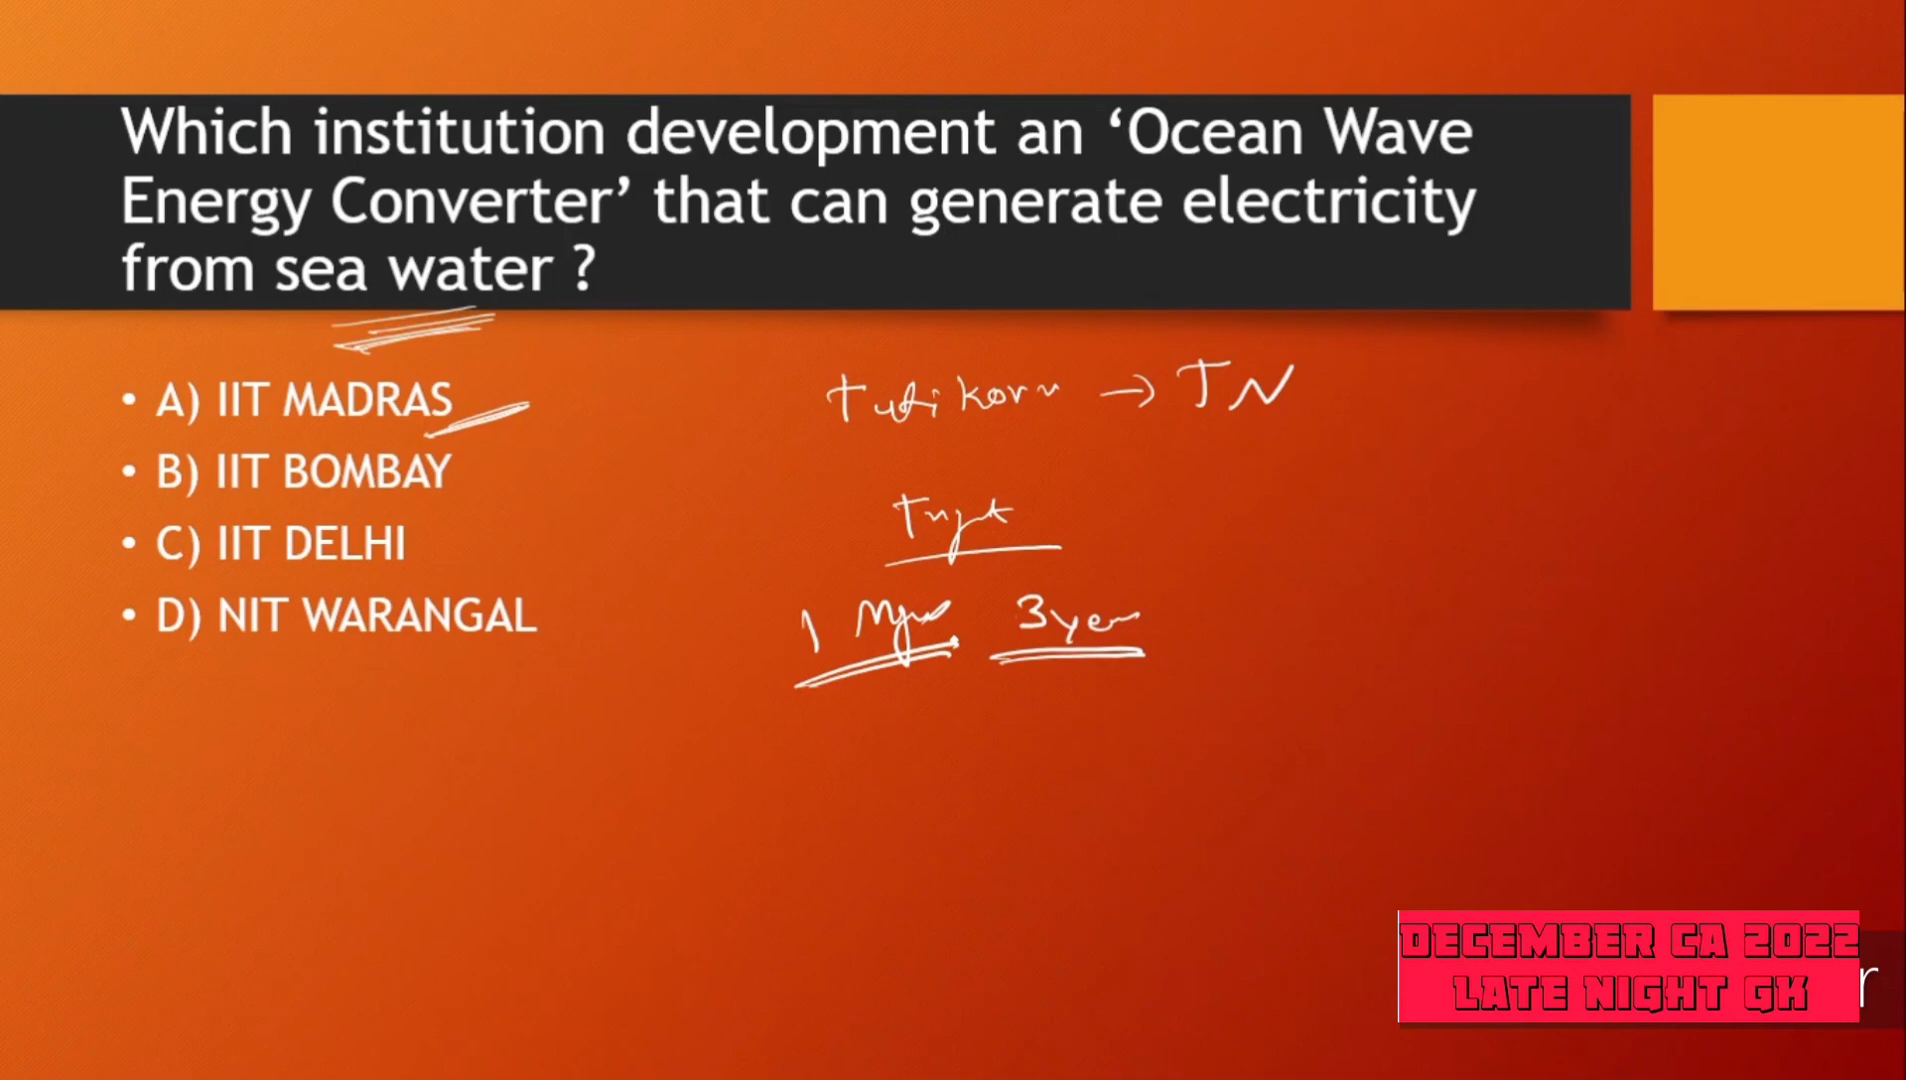 Which institution development an ‘Ocean Wave
Energy Converter’ that can generate electricity
from sea water ?
• A) IIT MADRAS
• B) IIT BOMBAY
• C) IIT DELHI
• D) NIT WARANGAL
→ TN
1
3
DECEMBER CA 2022
LATE NIGHT GK
r